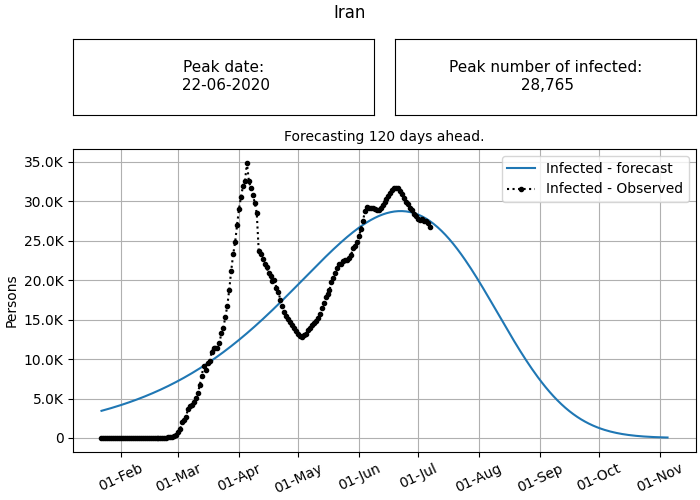 Iran
Peak date:
22-06-2020
Peak number of infected:
28,765
Forecasting 120 days ahead.
Infected - forecast
Infected - Observed
35.0K
30.0K
25.0K
20.0K
15.0K
10.0K
5.0K
0
Persons
01-Feb
01-Mar
01-Apr
01-May
01-Jun
01-Jul
01-Aug
01-Sep
01-Oct
01-Nov